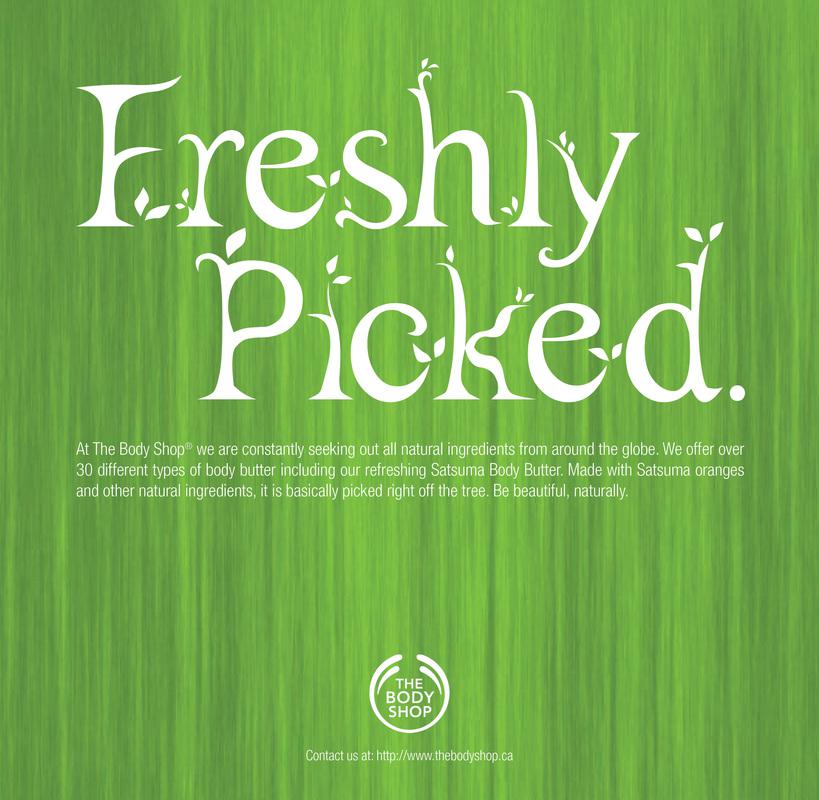 Freshly
Picked.
At The Body Shop® we are constantly seeking out all natural ingredients from around the globe. We offer over
30 different types of body butter including our refreshing Satsuma Body Butter. Made with Satsuma oranges
and other natural ingredients, it is basically picked right off the tree. Be beautiful, naturally.
THE
BODY
SHOP
Contact us at: http://www.thebodyshop.ca